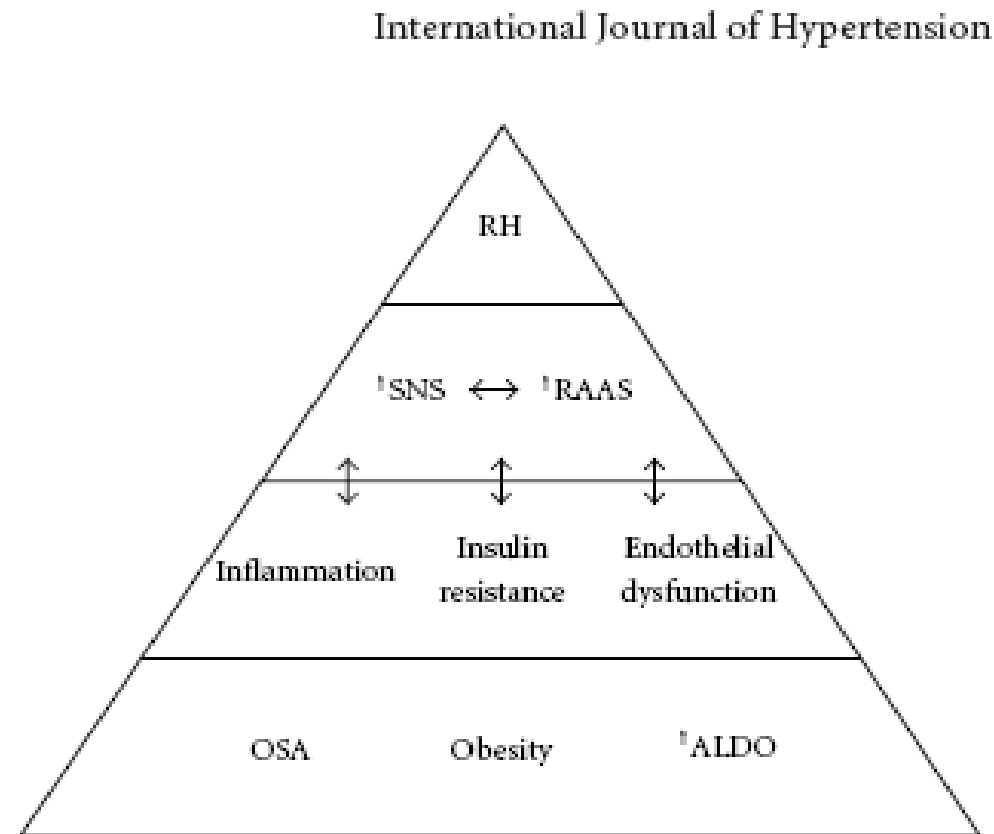 International Journal of Hypertension
RH
↑SNS ↔ ↑RAAS
Inflammation
Insulin
resistance
Endothelial
dysfunction
OSA
Obesity
↑ALDO